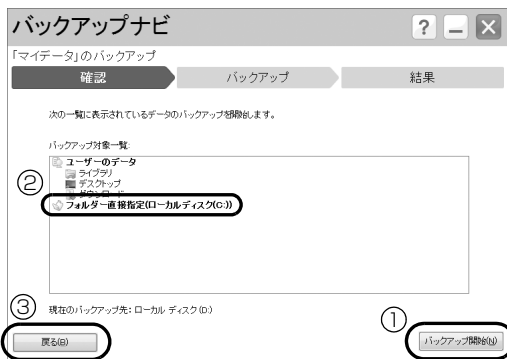 バックアップナビ ? – ×
「マイデータ」のバックアップ
確認 バックアップ 結果
次の一覧に表示されているデータのバックアップを開始します。
バックアップ対象一覧:
ユーザーのデータ
ライブラリ
デスクトップ
ダウンロード
② フォルダー直接指定(ローカルディスク(C:))
現在のバックアップ先: ローカル ディスク (D:)
③ ①
戻る(B) バックアップ開始(N)